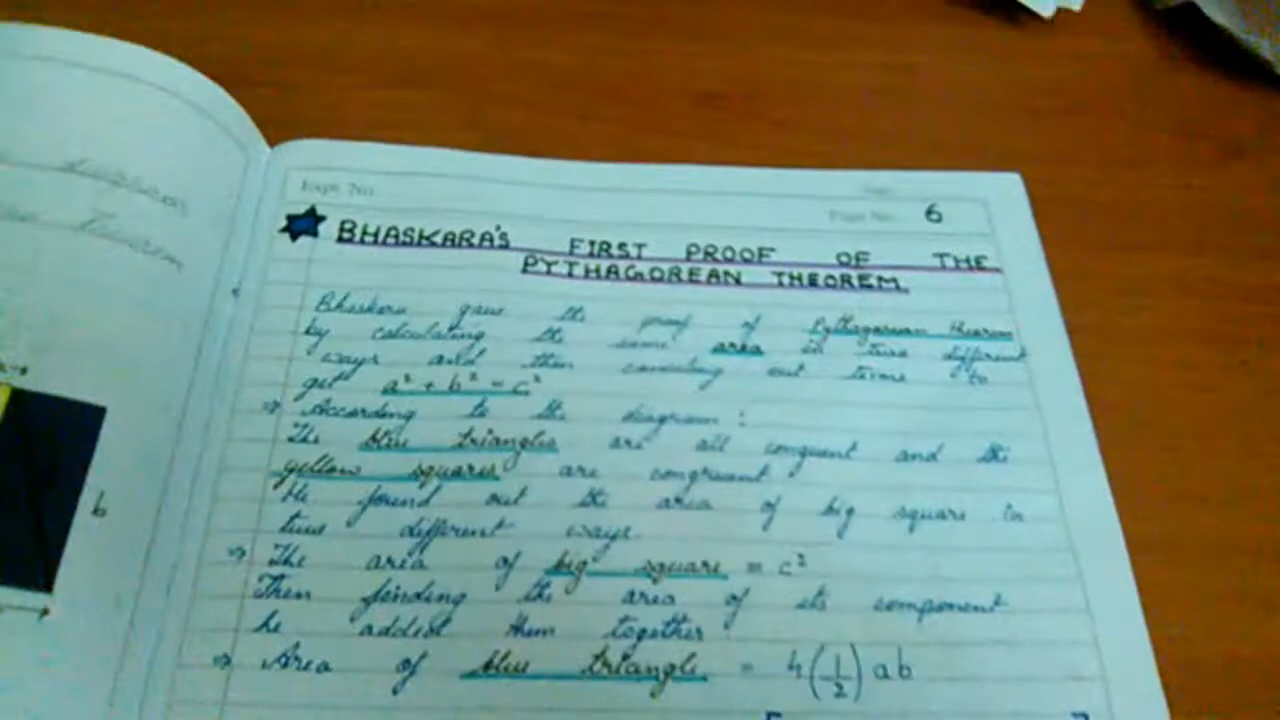 Expt. No.
Page No. 6
BHASKARA'S FIRST PROOF OF THE
PYTHAGOREAN THEOREM
Bhaskara gave the proof of Pythagorean theorem
by calculating the same area in two different
ways and then canceling out terms to
get a² + b² = c²
⇒ According to the diagram :
The blue triangles are all congruent and the
yellow squares are congruent
He found out the area of big square in
two different ways.
⇒ The area of big square = c²
Then finding the area of its component
he added them together
⇒ Area of blue triangle = 4(1/2) ab
b
Theorem